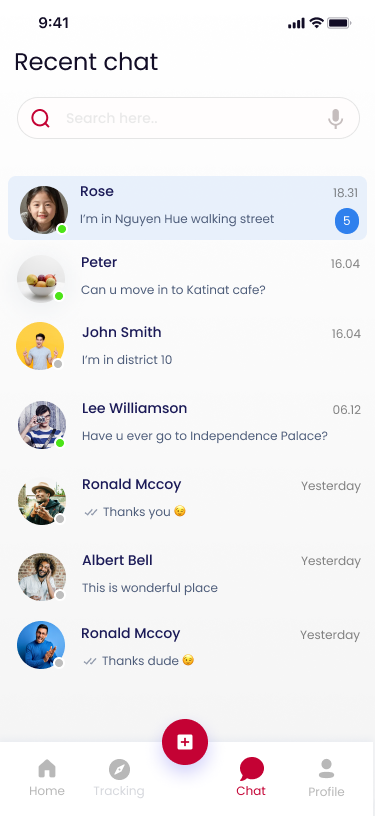 9:41
Recent chat
Search here..
Rose 18.31
I'm in Nguyen Hue walking street 5
Peter 16.04
Can u move in to Katinat cafe?
John Smith 16.04
I'm in district 10
Lee Williamson 06.12
Have u ever go to Independence Palace?
Ronald Mccoy Yesterday
Thanks you 😉
Albert Bell Yesterday
This is wonderful place
Ronald Mccoy Yesterday
Thanks dude 😉
Home Tracking Chat Profile